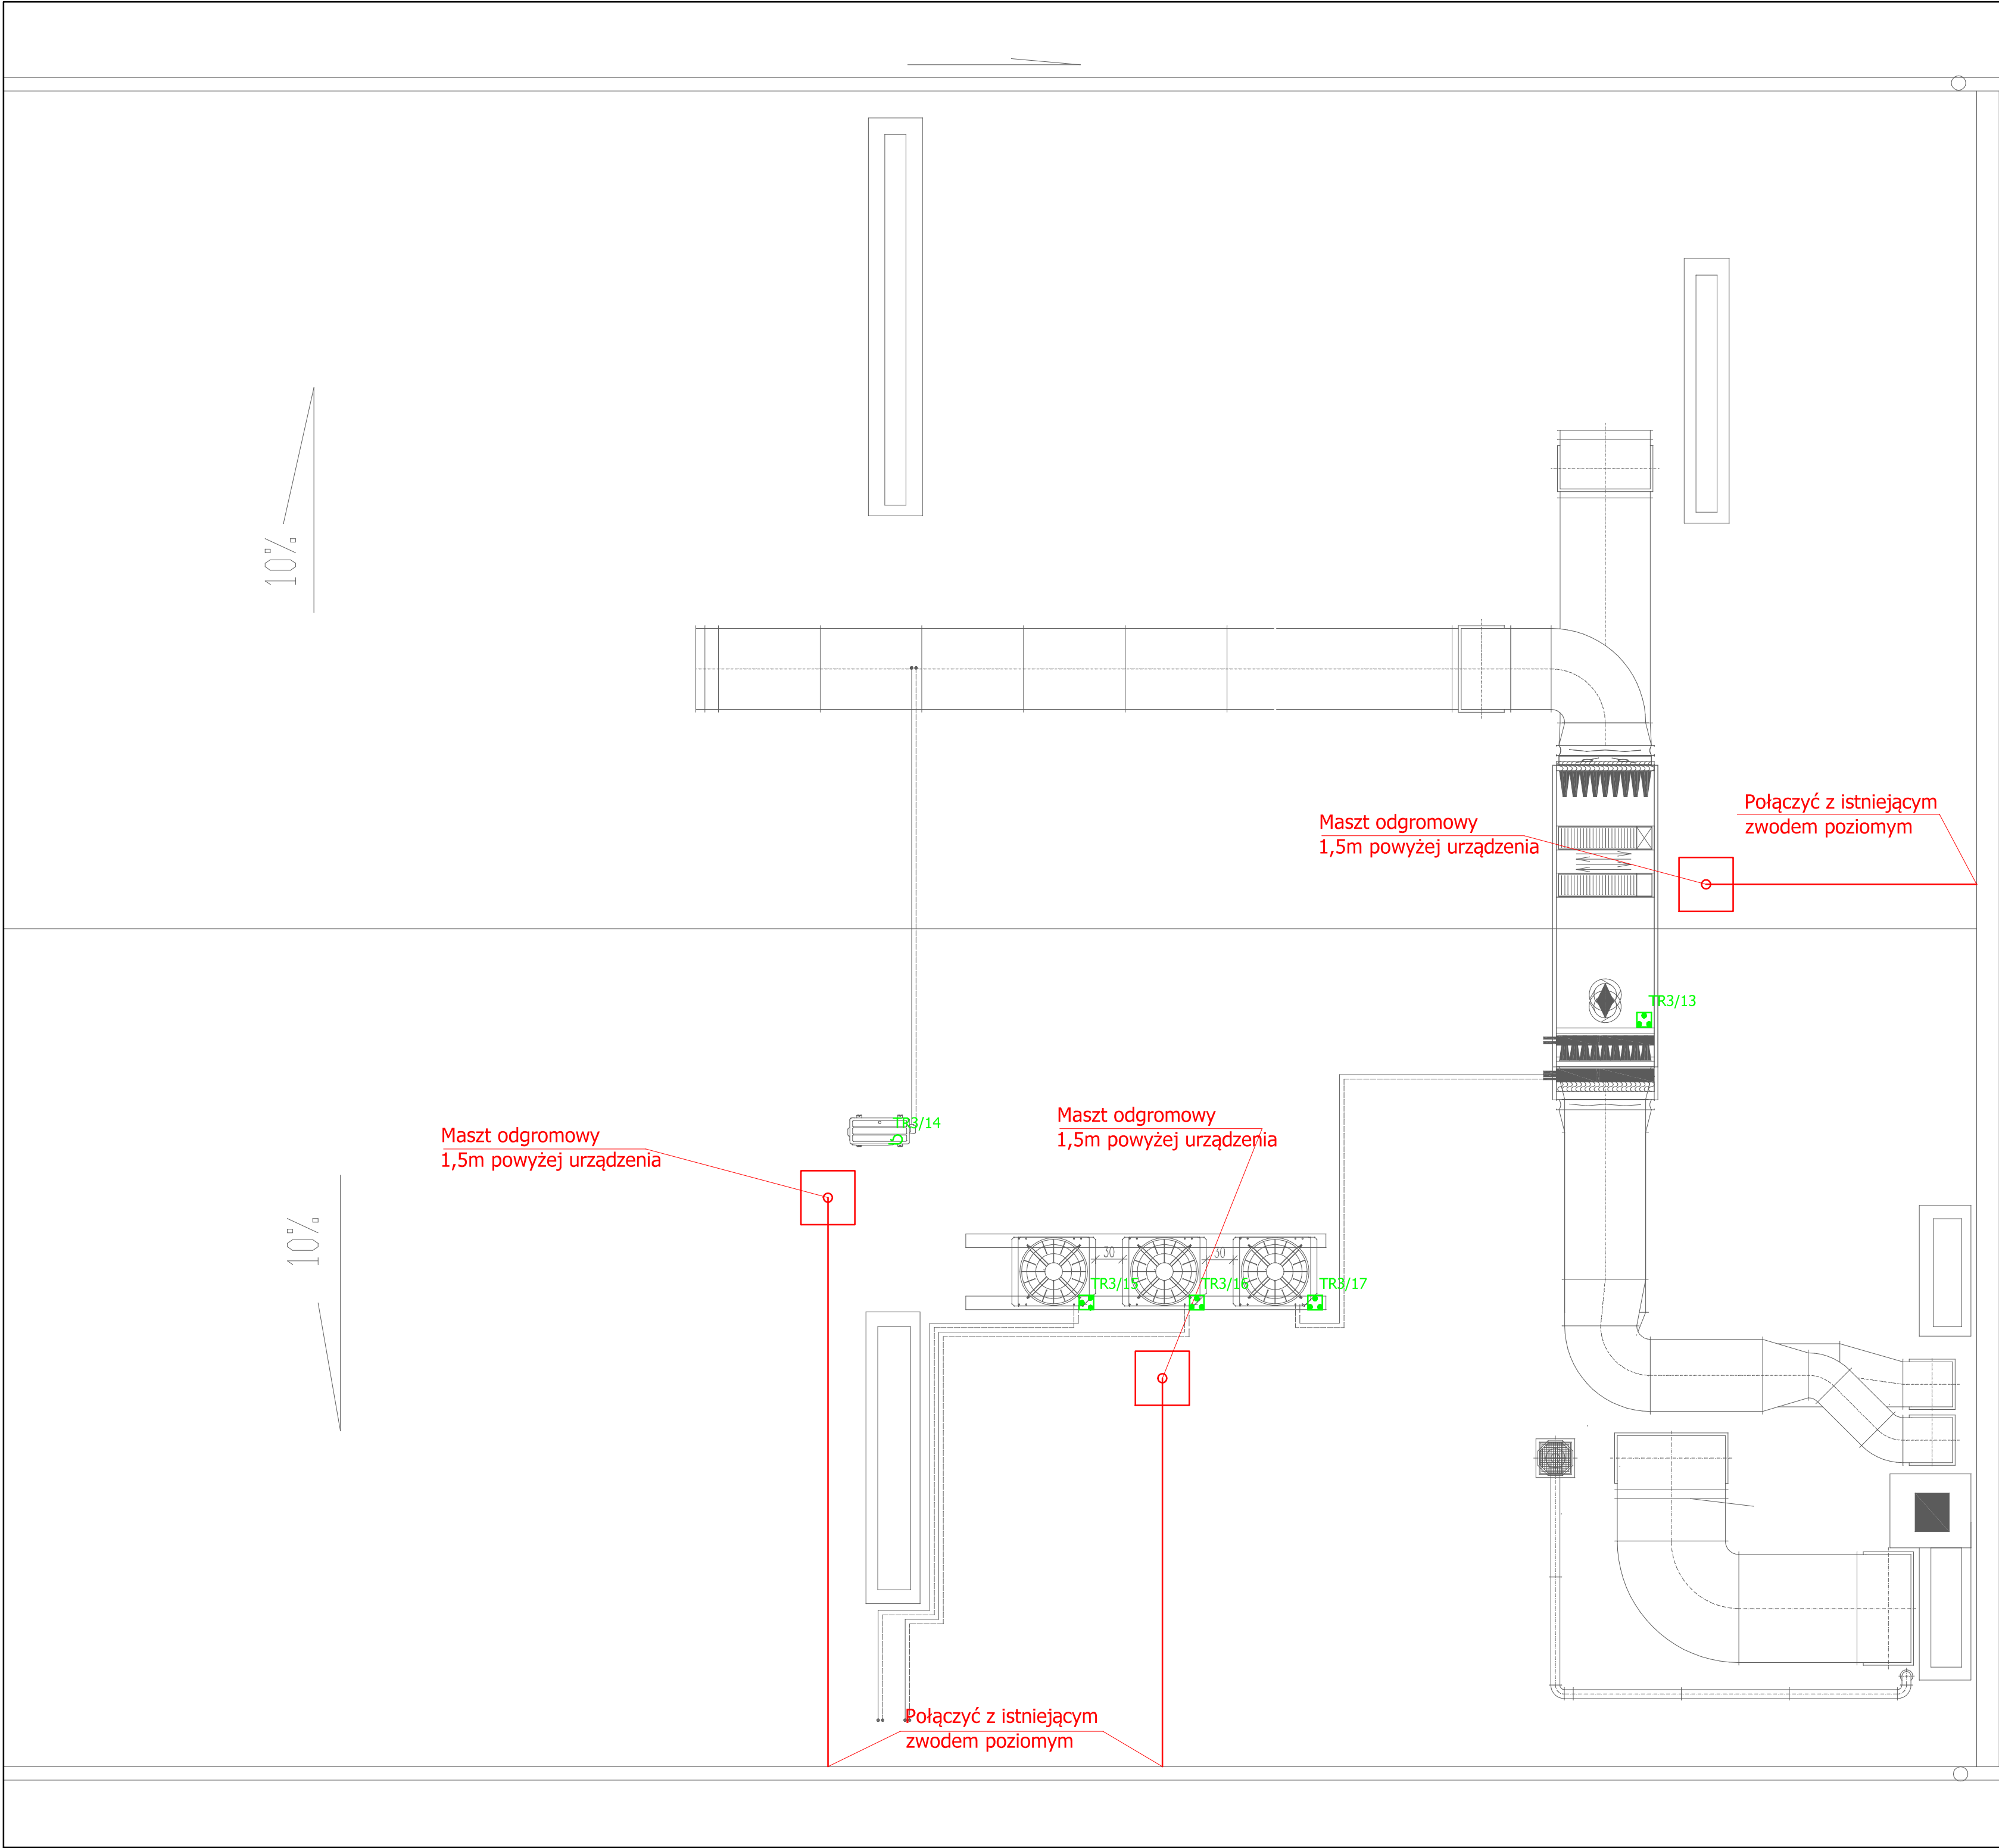 10%
Maszt odgromowy
1,5m powyżej urządzenia
Połączyć z istniejącym
zwodem poziomym
TR3/13
Maszt odgromowy
1,5m powyżej urządzenia
TR3/14
Maszt odgromowy
1,5m powyżej urządzenia
10%
30
30
TR3/15
TR3/16
TR3/17
Połączyć z istniejącym
zwodem poziomym